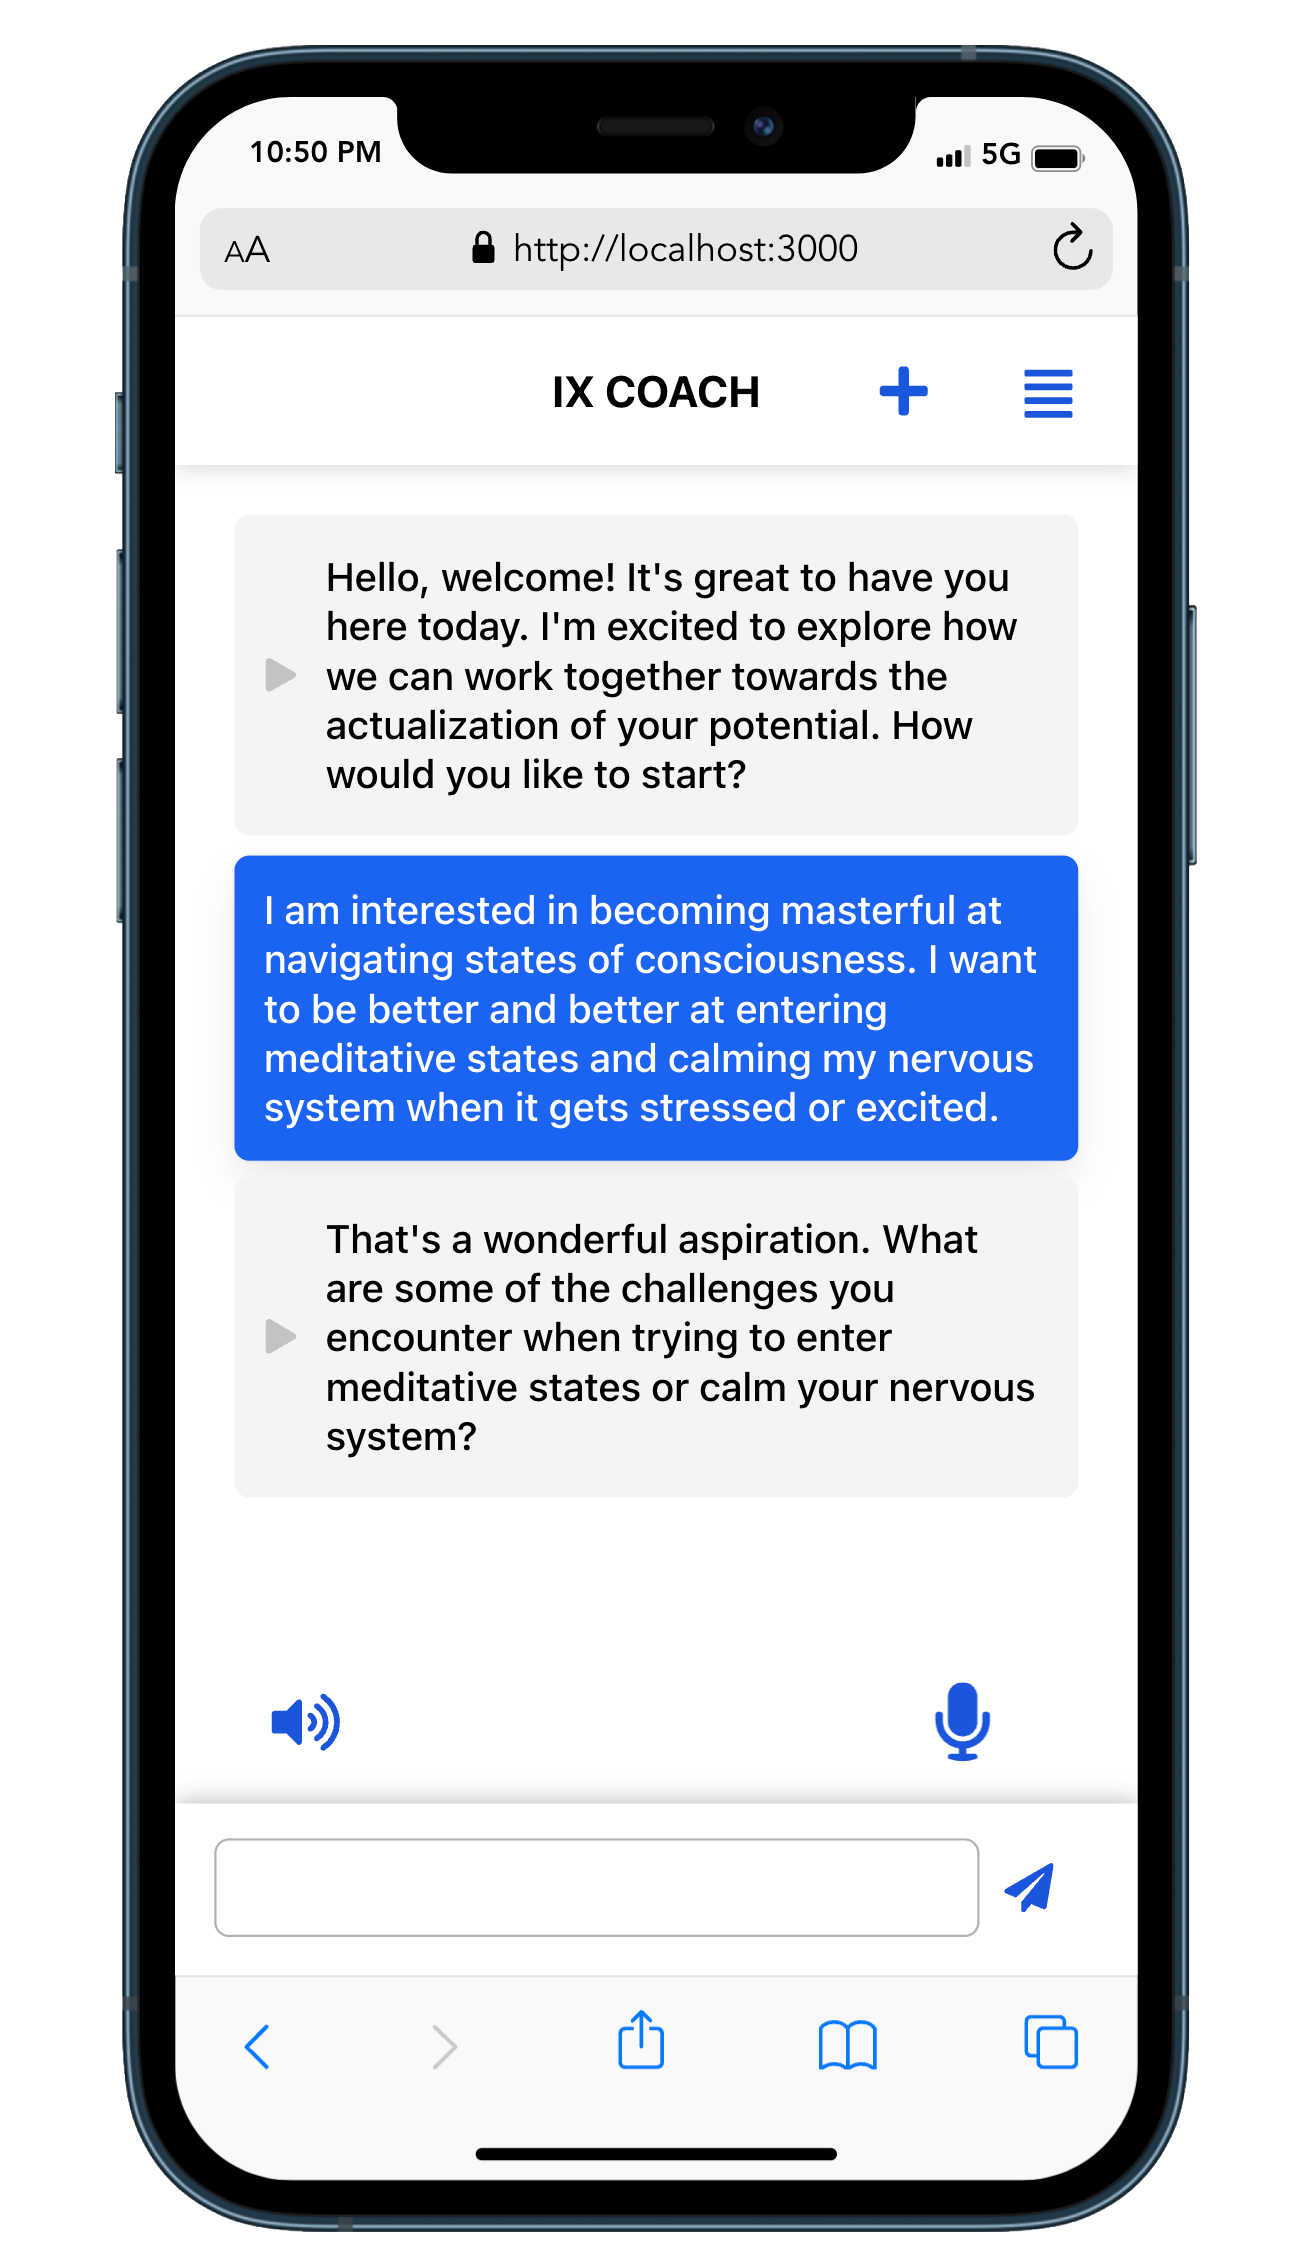 10:50 PM
5G
AA
http://localhost:3000
IX COACH
Hello, welcome! It's great to have you
here today. I'm excited to explore how
we can work together towards the
actualization of your potential. How
would you like to start?
I am interested in becoming masterful at
navigating states of consciousness. I want
to be better and better at entering
meditative states and calming my nervous
system when it gets stressed or excited.
That's a wonderful aspiration. What
are some of the challenges you
encounter when trying to enter
meditative states or calm your nervous
system?